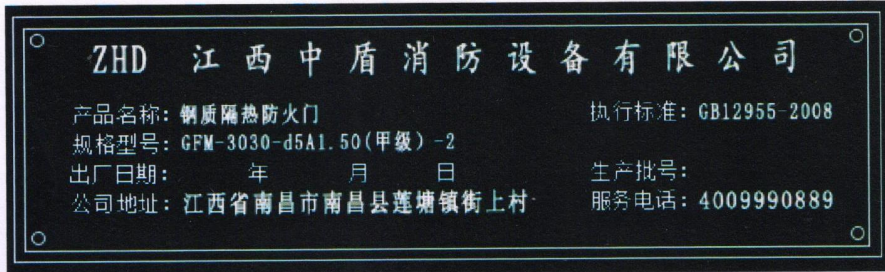 ZHD 江西中盾消防设备有限公司
产品名称：钢质隔热防火门 执行标准：GB12955-2008
规格型号：GFM-3030-d5A1.50(甲级)-2
出厂日期： 年 月 日 生产批号：
公司地址：江西省南昌市南昌县莲塘镇街上村 服务电话：4009990889